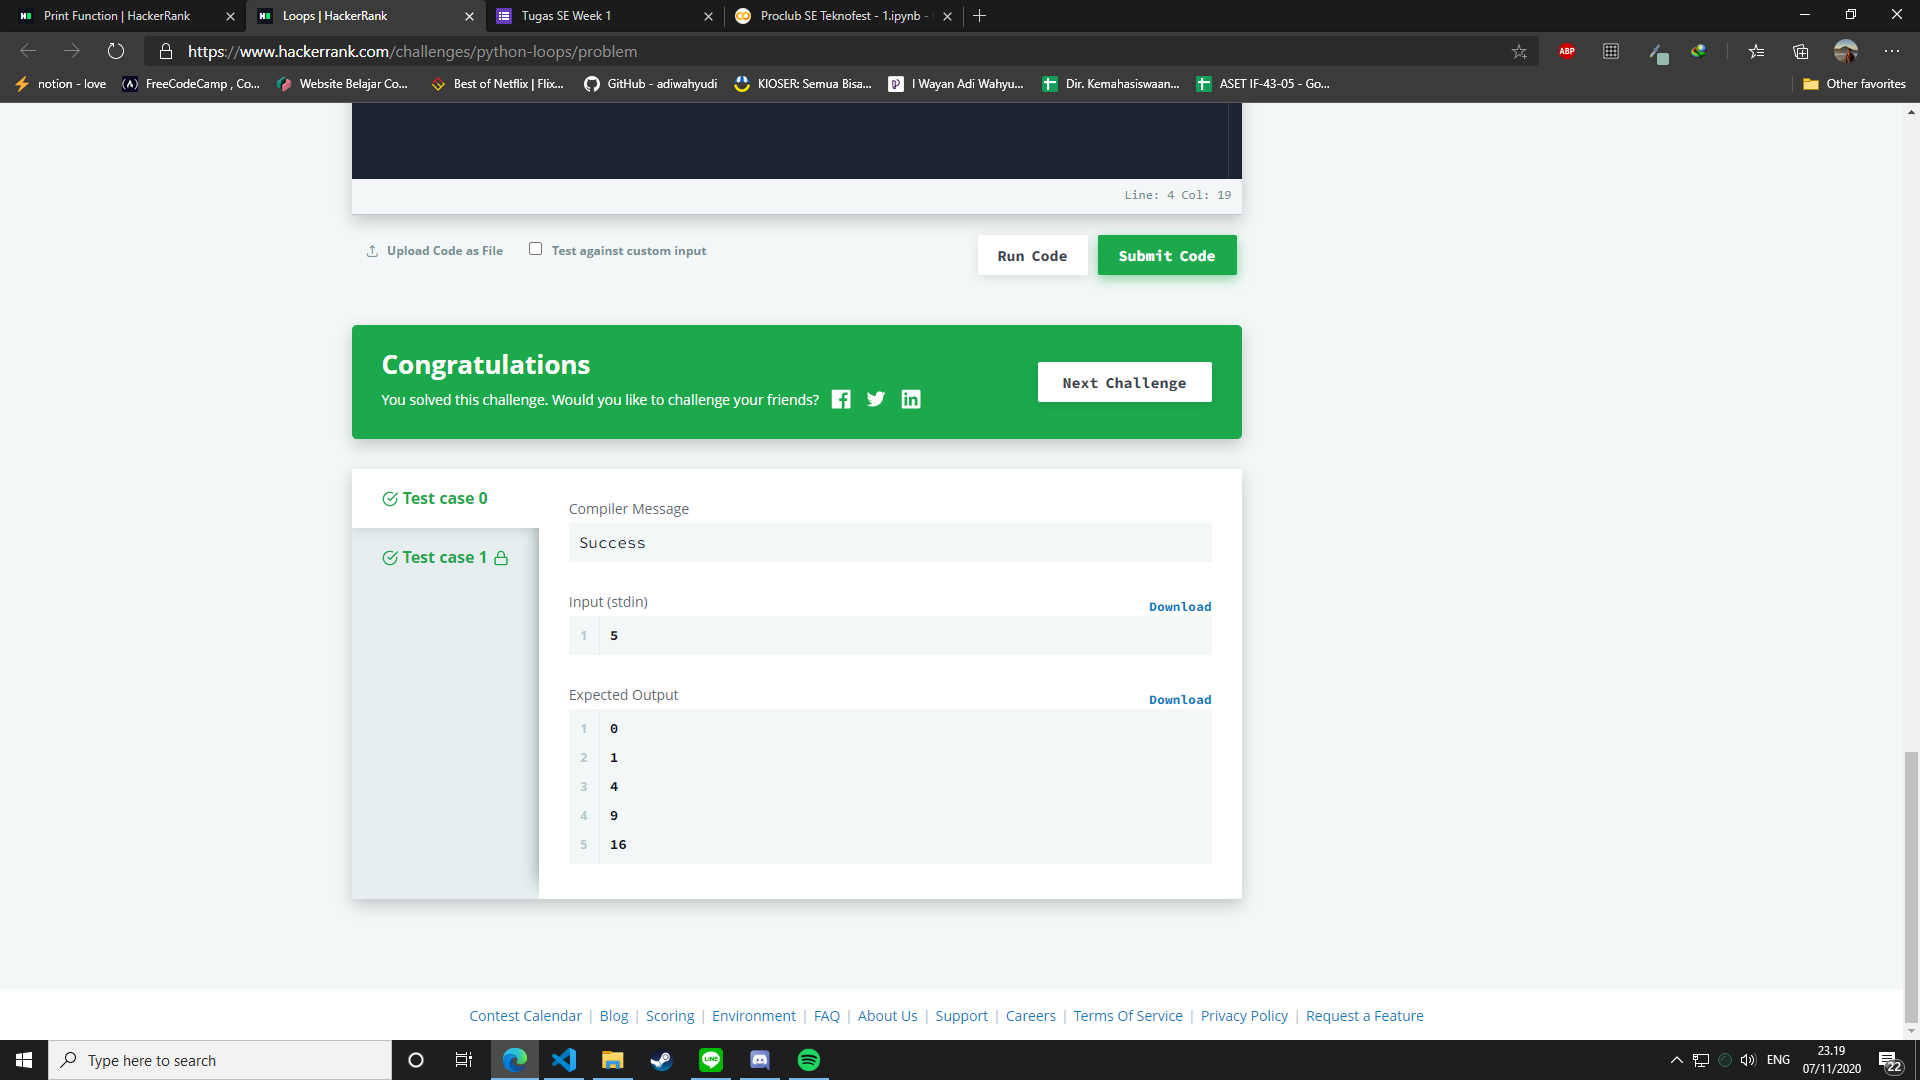 Print Function | HackerRank
Loops | HackerRank
Tugas SE Week 1
Proclub SE Teknofest - 1.ipynb -
https://www.hackerrank.com/challenges/python-loops/problem
ABP
notion - love
FreeCodeCamp , Co...
Website Belajar Co...
Best of Netflix | Flix...
GitHub - adiwahyudi
KIOSER: Semua Bisa...
I Wayan Adi Wahyu...
Dir. Kemahasiswaan...
ASET IF-43-05 - Go...
Other favorites
Line: 4 Col: 19
Upload Code as File
Test against custom input
Run Code
Submit Code
Congratulations
You solved this challenge. Would you like to challenge your friends?
Next Challenge
Test case 0
Test case 1
Compiler Message
Success
Input (stdin)
Download
1 5
Expected Output
Download
1 0
2 1
3 4
4 9
5 16
Contest Calendar | Blog | Scoring | Environment | FAQ | About Us | Support | Careers | Terms Of Service | Privacy Policy | Request a Feature
Type here to search
LINE
ENG
23.19
07/11/2020
22